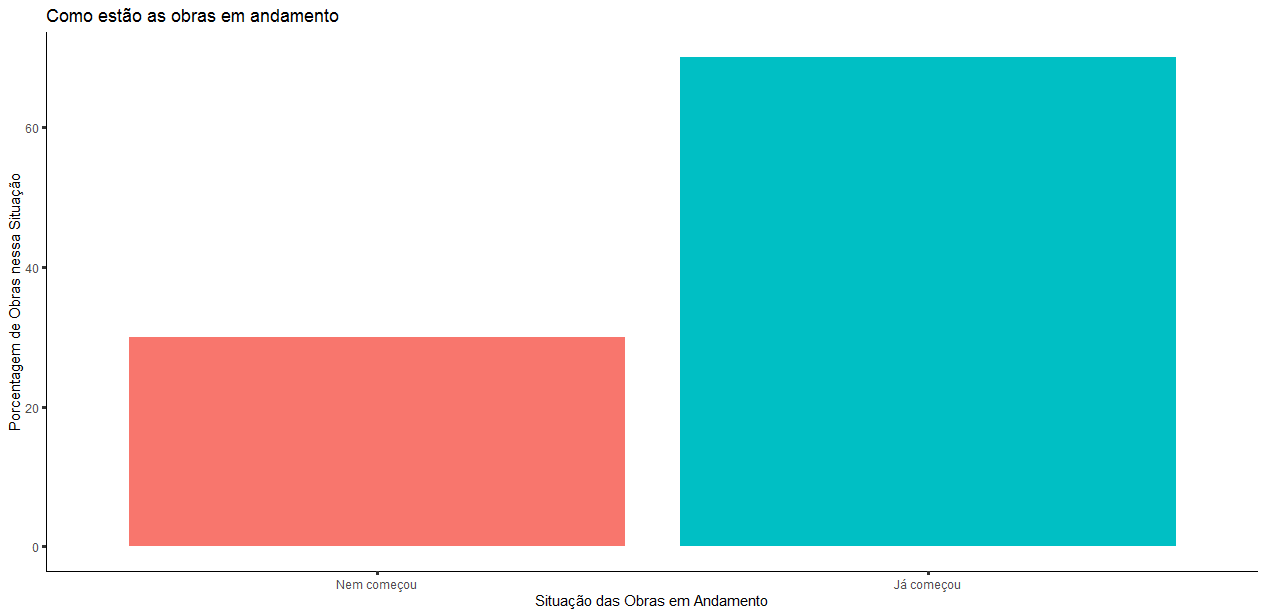 Como estão as obras em andamento
Porcentagem de Obras nessa Situação
60
40
20
0
Nem começou
Já começou
Situação das Obras em Andamento